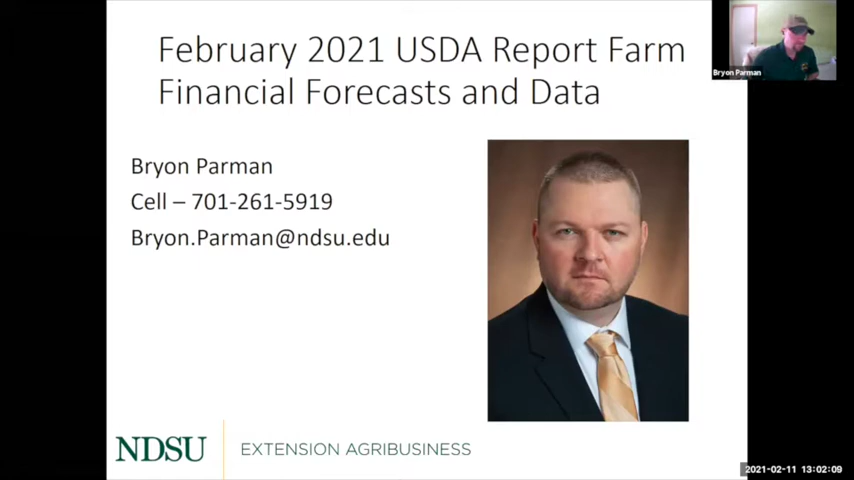 February 2021 USDA Report Farm
Financial Forecasts and Data
Bryon Parman
Bryon Parman
Cell – 701-261-5919
Bryon.Parman@ndsu.edu
NDSU
EXTENSION AGRIBUSINESS
2021-02-11 13:02:09